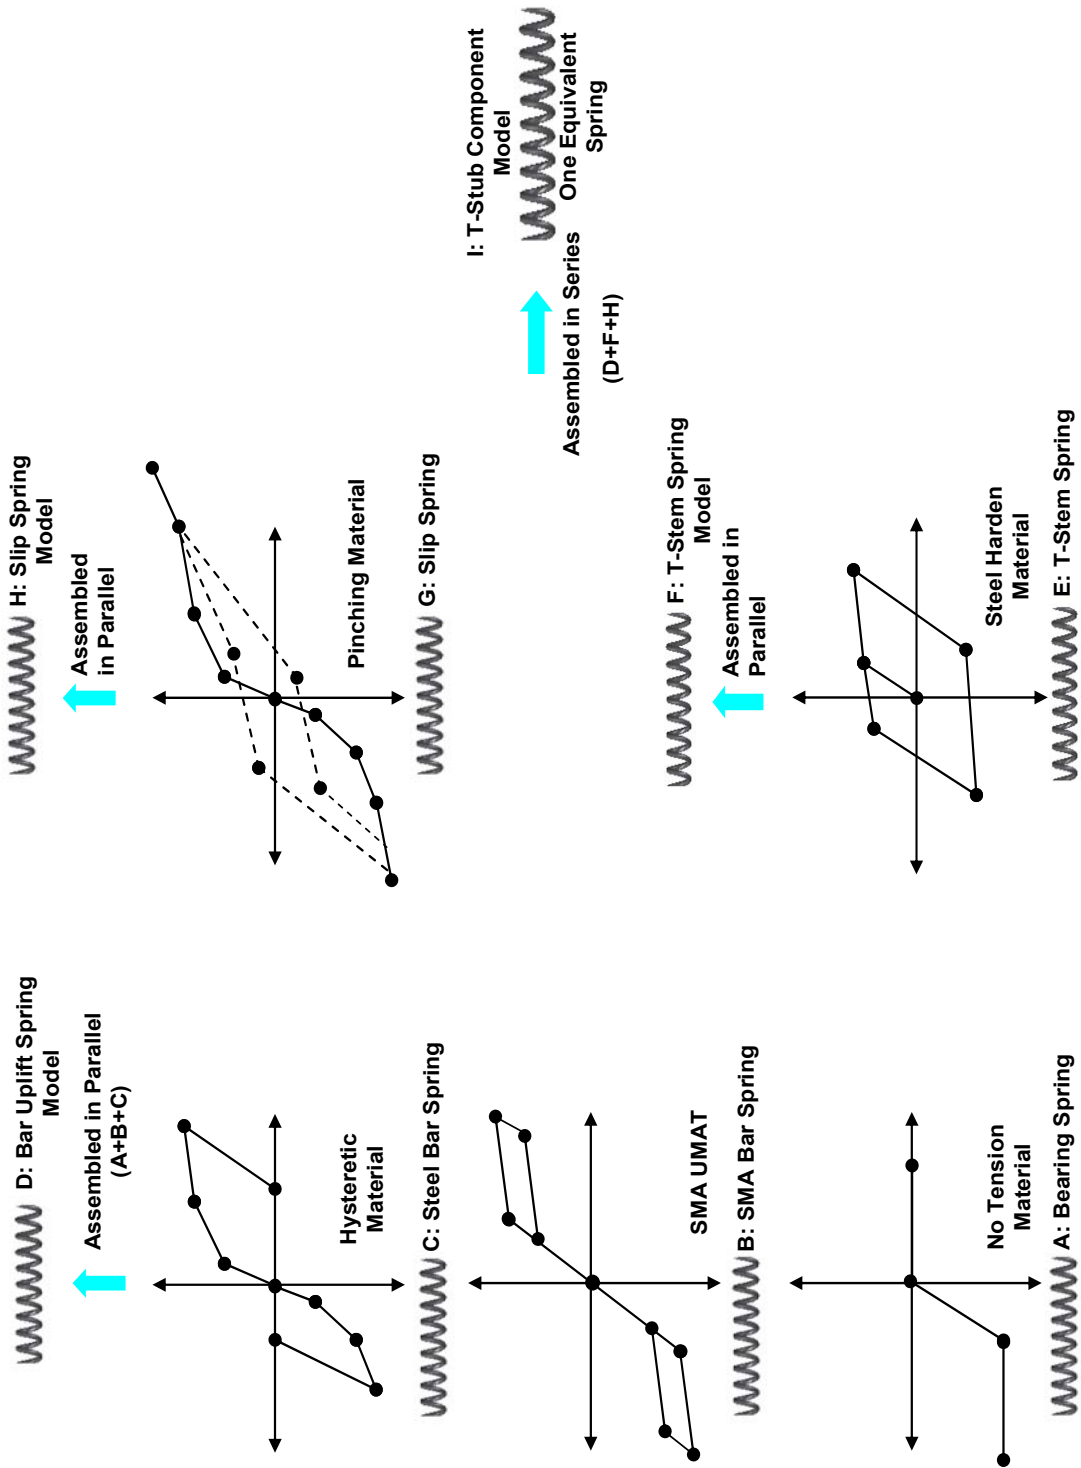 D: Bar Uplift Spring
Model
Assembled in Parallel
(A+B+C)
Hysteretic
Material
C: Steel Bar Spring
SMA UMAT
B: SMA Bar Spring
No Tension
Material
A: Bearing Spring
H: Slip Spring
Model
Assembled
in Parallel
Pinching Material
G: Slip Spring
F: T-Stem Spring
Model
Assembled in
Parallel
Steel Harden
Material
E: T-Stem Spring
Assembled in Series
(D+F+H)
I: T-Stub Component
Model
One Equivalent
Spring